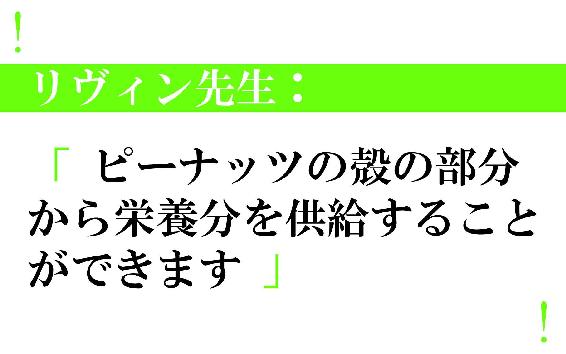 !
リヴィン先生：
「 ピーナッツの殻の部分
から栄養分を供給すること
ができます 」
!